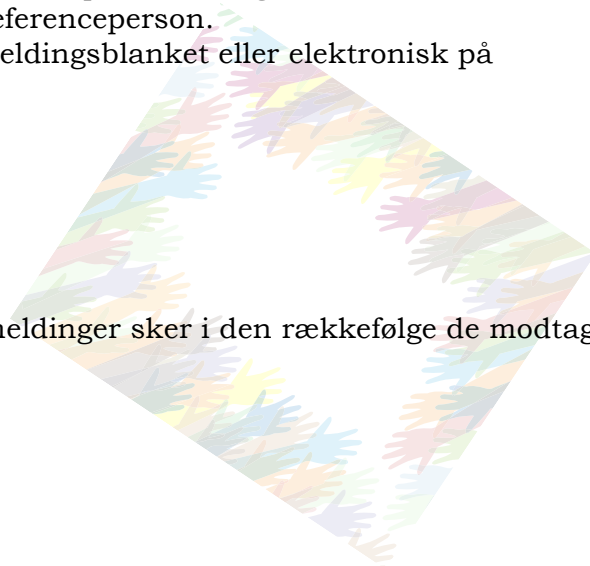 eferenceperson.
eldingsblanket eller elektronisk på
neldinger sker i den rækkefølge de modtag